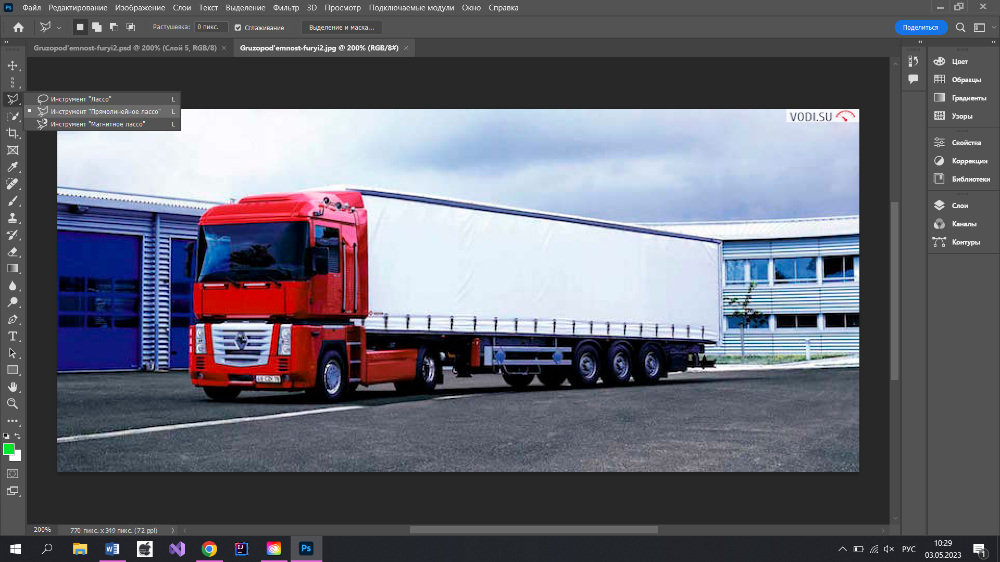 Ps Файл Редактирование Изображение Слои Текст Выделение Фильтр 3D Просмотр Подключаемые модули Окно Справка
Растушевка: 0 пикс. Сглаживание Выделение и маска... Поделиться
Gruzopod'emnost-furyi2.psd @ 200% (Слой 5, RGB/8) Gruzopod'emnost-furyi2.jpg @ 200% (RGB/8#)
Инструмент "Лассо" L
Инструмент "Прямолинейное лассо" L
Инструмент "Магнитное лассо" L
VODI.SU
Цвет
Образцы
Градиенты
Узоры
Свойства
Коррекция
Библиотеки
Слои
Каналы
Контуры
200% 770 пикс. x 349 пикс. (72 ppi)
IJ Ps РУС
10:29
03.05.2023
1